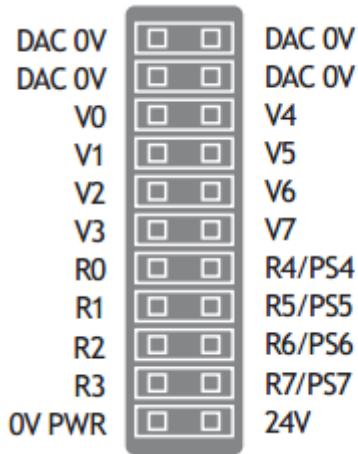 DAC 0V DAC 0V
DAC 0V DAC 0V
V0 V4
V1 V5
V2 V6
V3 V7
R0 R4/PS4
R1 R5/PS5
R2 R6/PS6
R3 R7/PS7
0V PWR 24V